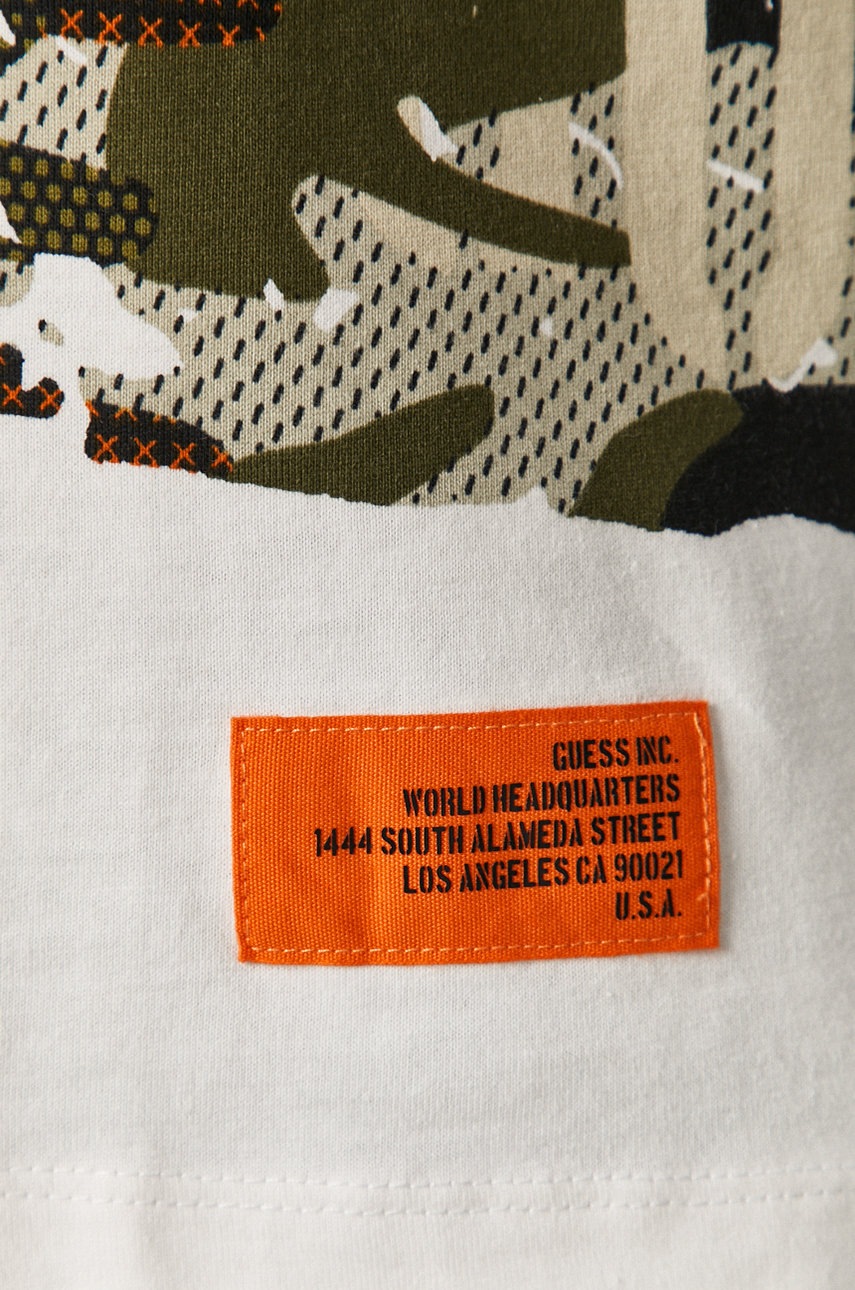 GUESS INC.
WORLD HEADQUARTERS
1444 SOUTH ALAMEDA STREET
LOS ANGELES CA 90021
U.S.A.